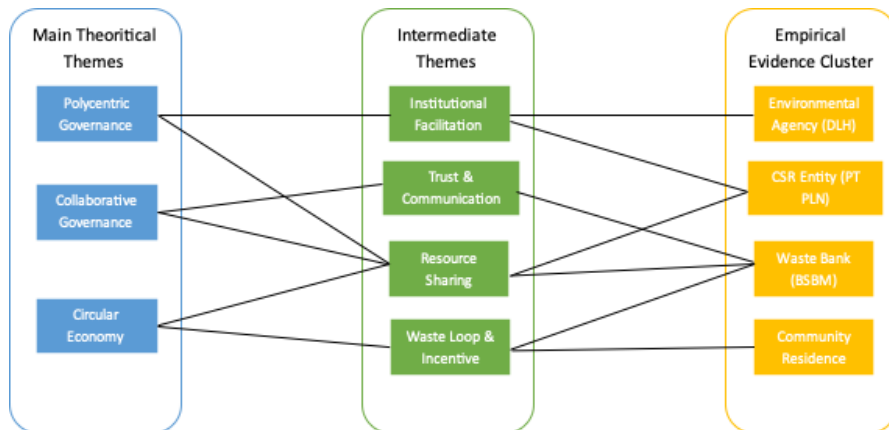 Main Theoritical
Themes
Polycentric
Governance
Collaborative
Governance
Circular
Economy
Intermediate
Themes
Institutional
Facilitation
Trust &
Communication
Resource
Sharing
Waste Loop &
Incentive
Empirical
Evidence Cluster
Environmental
Agency (DLH)
CSR Entity (PT
PLN)
Waste Bank
(BSBM)
Community
Residence